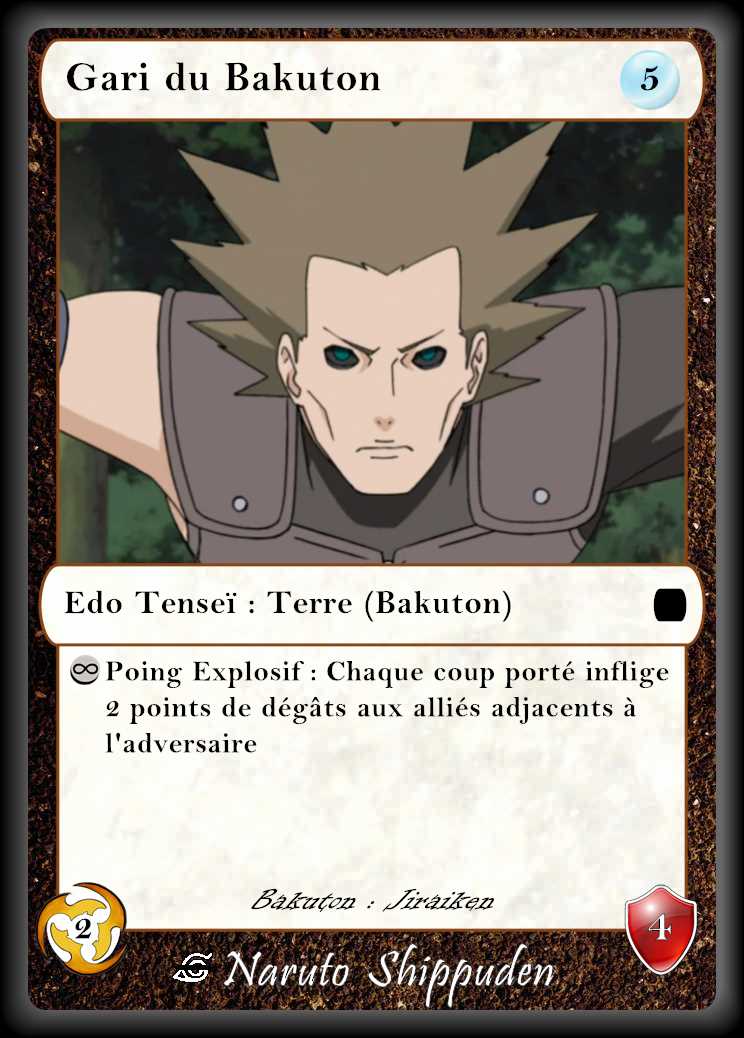 Gari du Bakuton
5
Edo Tenseï : Terre (Bakuton)
∞ Poing Explosif : Chaque coup porté inflige
2 points de dégâts aux alliés adjacents à
l'adversaire
Bakuton : Jiraiken
2
4
Naruto Shippuden